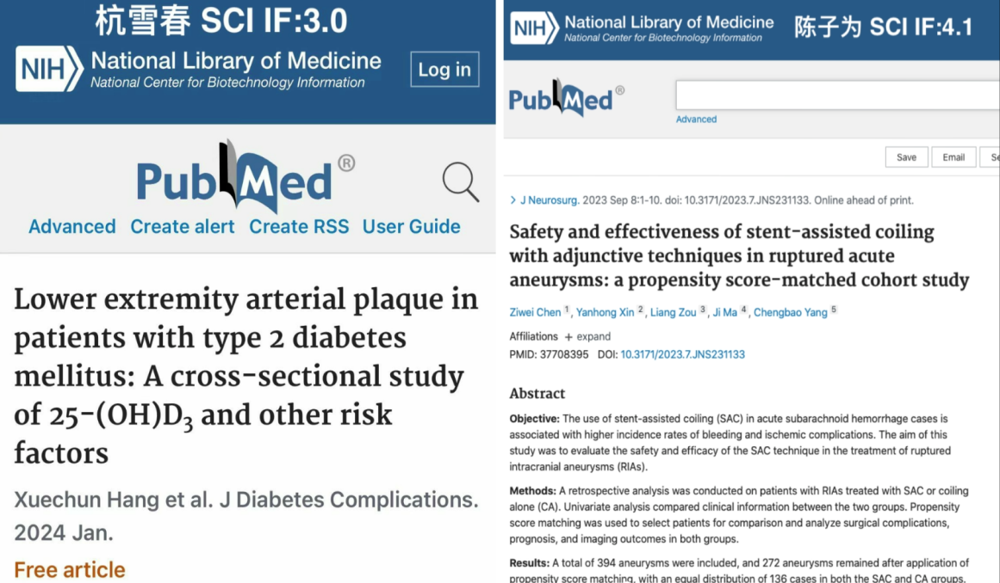 杭雪春 SCI IF:3.0
NIH National Library of Medicine
National Center for Biotechnology Information
Log in
PubMed®
Advanced Create alert Create RSS User Guide
Lower extremity arterial plaque in
patients with type 2 diabetes
mellitus: A cross-sectional study
of 25-(OH)D₃ and other risk
factors
Xuechun Hang et al. J Diabetes Complications.
2024 Jan.
Free article
NIH National Library of Medicine
National Center for Biotechnology Information
陈子为 SCI IF:4.1
PubMed®
Advanced
Save Email Se
> J Neurosurg. 2023 Sep 8:1-10. doi: 10.3171/2023.7.JNS231133. Online ahead of print.
Safety and effectiveness of stent-assisted coiling
with adjunctive techniques in ruptured acute
aneurysms: a propensity score-matched cohort study
Ziwei Chen 1, Yanhong Xin 2, Liang Zou 3, Ji Ma 4, Chengbao Yang 5
Affiliations + expand
PMID: 37708395 DOI: 10.3171/2023.7.JNS231133
Abstract
Objective: The use of stent-assisted coiling (SAC) in acute subarachnoid hemorrhage cases is
associated with higher incidence rates of bleeding and ischemic complications. The aim of this
study was to evaluate the safety and efficacy of the SAC technique in the treatment of ruptured
intracranial aneurysms (RIAs).
Methods: A retrospective analysis was conducted on patients with RIAs treated with SAC or coiling
alone (CA). Univariate analysis compared clinical information between the two groups. Propensity
score matching was used to select patients for comparison and analyze surgical complications,
prognosis, and imaging outcomes in both groups.
Results: A total of 394 aneurysms were included, and 272 aneurysms remained after application of
propensity score matching, with an equal distribution of 136 cases in both the SAC and CA groups.